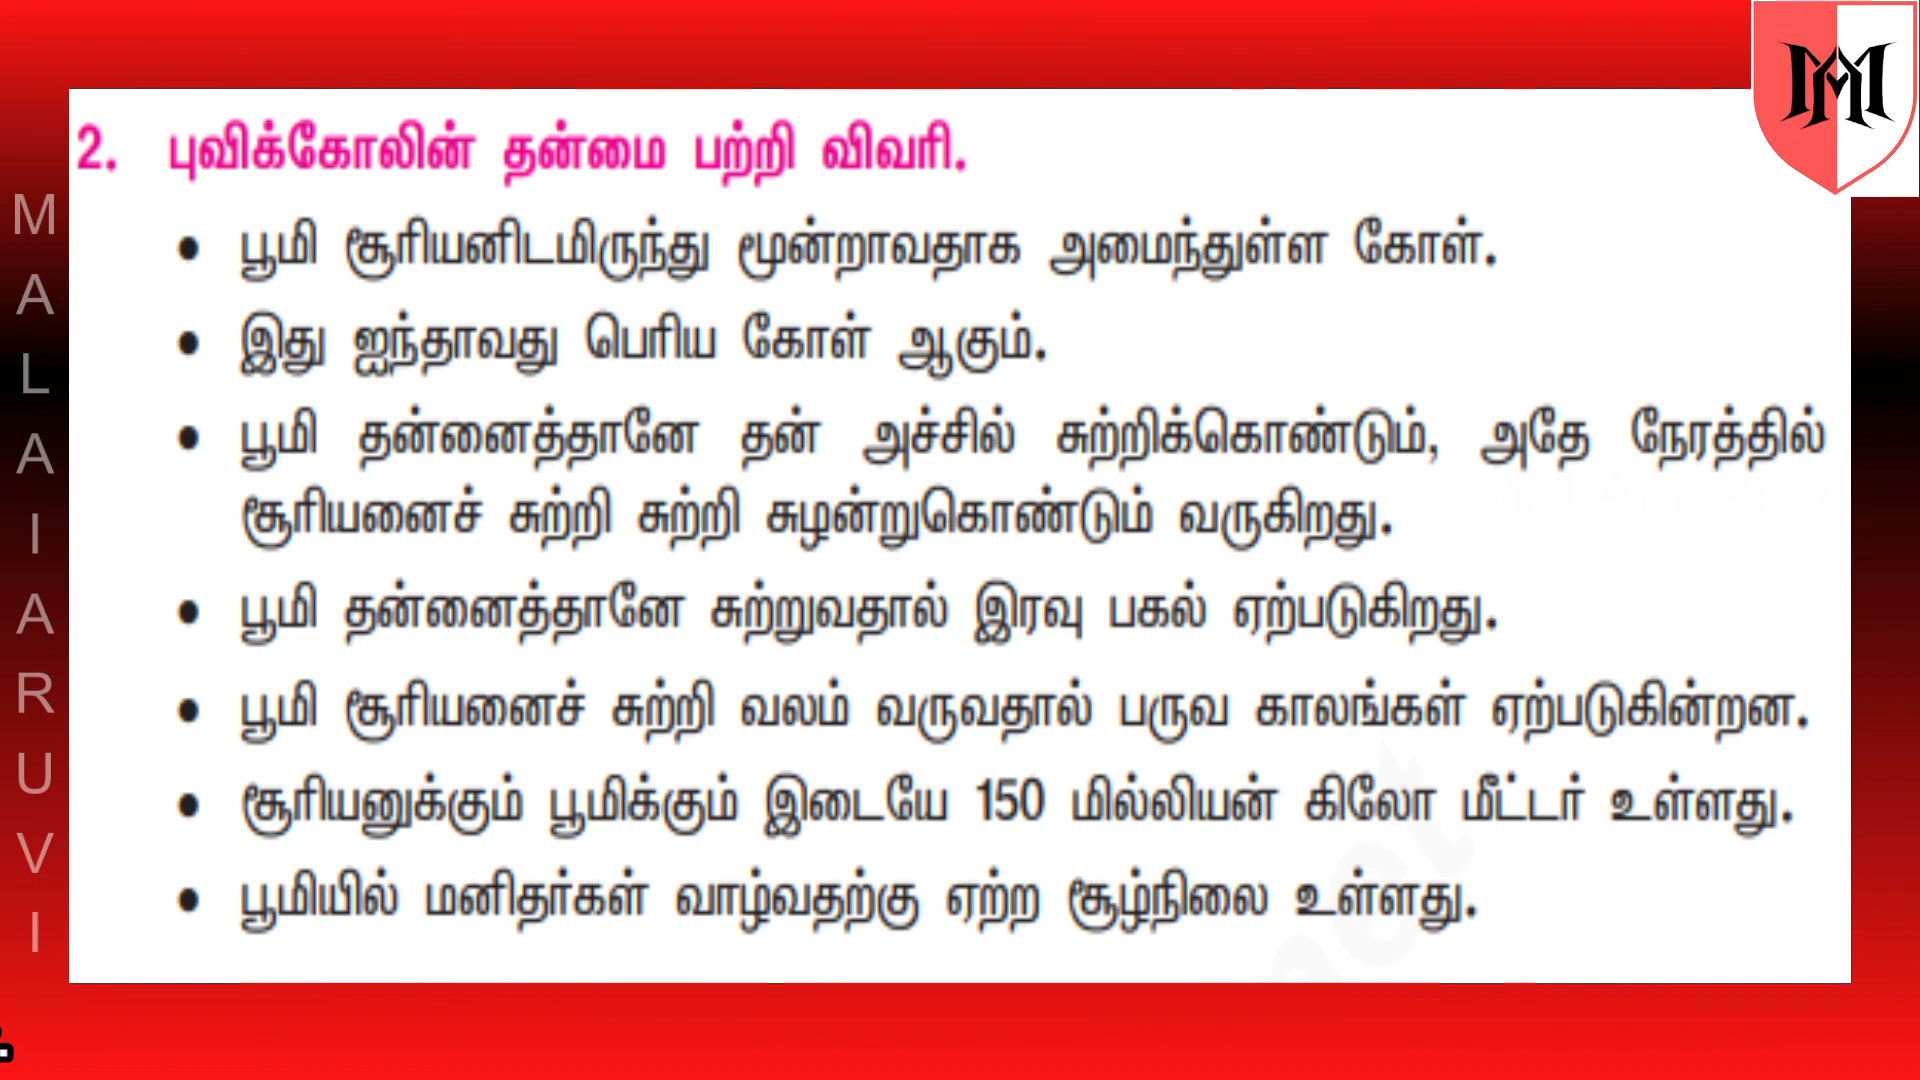 2. புவிக்கோலின் தன்மை பற்றி விவரி.
• பூமி சூரியனிடமிருந்து மூன்றாவதாக அமைந்துள்ள கோள்.
• இது ஐந்தாவது பெரிய கோள் ஆகும்.
• பூமி தன்னைத்தானே தன் அச்சில் சுற்றிக்கொண்டும், அதே நேரத்தில்
சூரியனைச் சுற்றி சுற்றி சுழன்றுகொண்டும் வருகிறது.
• பூமி தன்னைத்தானே சுற்றுவதால் இரவு பகல் ஏற்படுகிறது.
• பூமி சூரியனைச் சுற்றி வலம் வருவதால் பருவ காலங்கள் ஏற்படுகின்றன.
• சூரியனுக்கும் பூமிக்கும் இடையே 150 மில்லியன் கிலோ மீட்டர் உள்ளது.
• பூமியில் மனிதர்கள் வாழ்வதற்கு ஏற்ற சூழ்நிலை உள்ளது.
MALAIARUVI